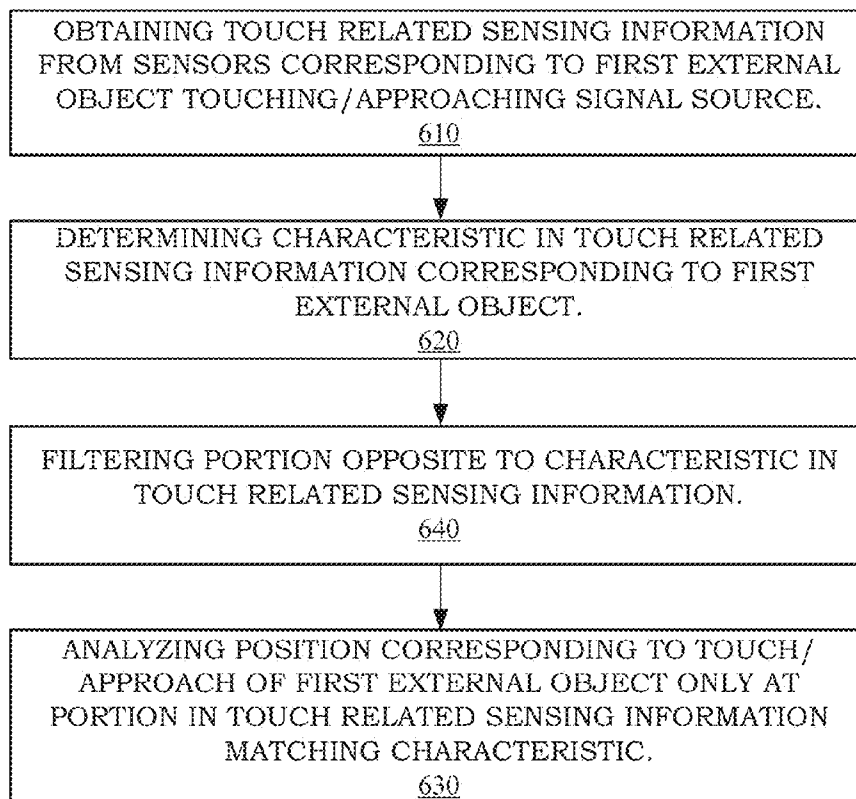 OBTAINING TOUCH RELATED SENSING INFORMATION
FROM SENSORS CORRESPONDING TO FIRST EXTERNAL
OBJECT TOUCHING/APPROACHING SIGNAL SOURCE.
610
DETERMINING CHARACTERISTIC IN TOUCH RELATED
SENSING INFORMATION CORRESPONDING TO FIRST
EXTERNAL OBJECT.
620
FILTERING PORTION OPPOSITE TO CHARACTERISTIC IN
TOUCH RELATED SENSING INFORMATION.
640
ANALYZING POSITION CORRESPONDING TO TOUCH/
APPROACH OF FIRST EXTERNAL OBJECT ONLY AT
PORTION IN TOUCH RELATED SENSING INFORMATION
MATCHING CHARACTERISTIC.
630